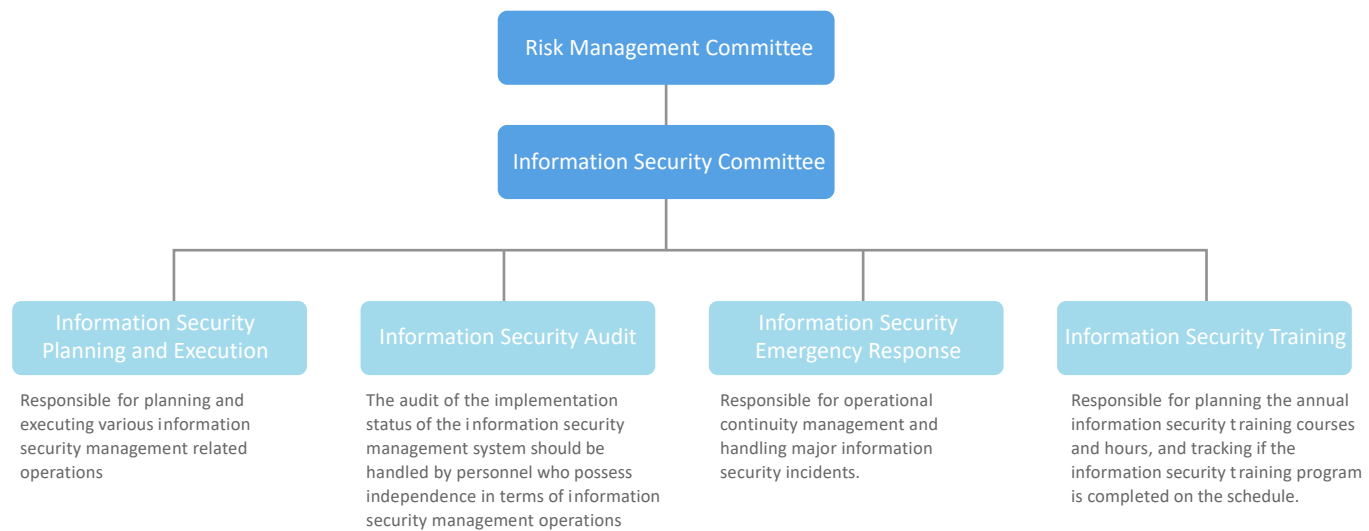 Risk Management Committee
Information Security Committee
Information Security
Planning and Execution
Responsible for planning and
executing various information
security management related
operations
Information Security Audit
The audit of the implementation
status of the information security
management system should be
handled by personnel who possess
independence in terms of information
security management operations
Information Security
Emergency Response
Responsible for operational
continuity management and
handling major information
security incidents.
Information Security Training
Responsible for planning the annual
information security training courses
and hours, and tracking if the
information security training program
is completed on the schedule.